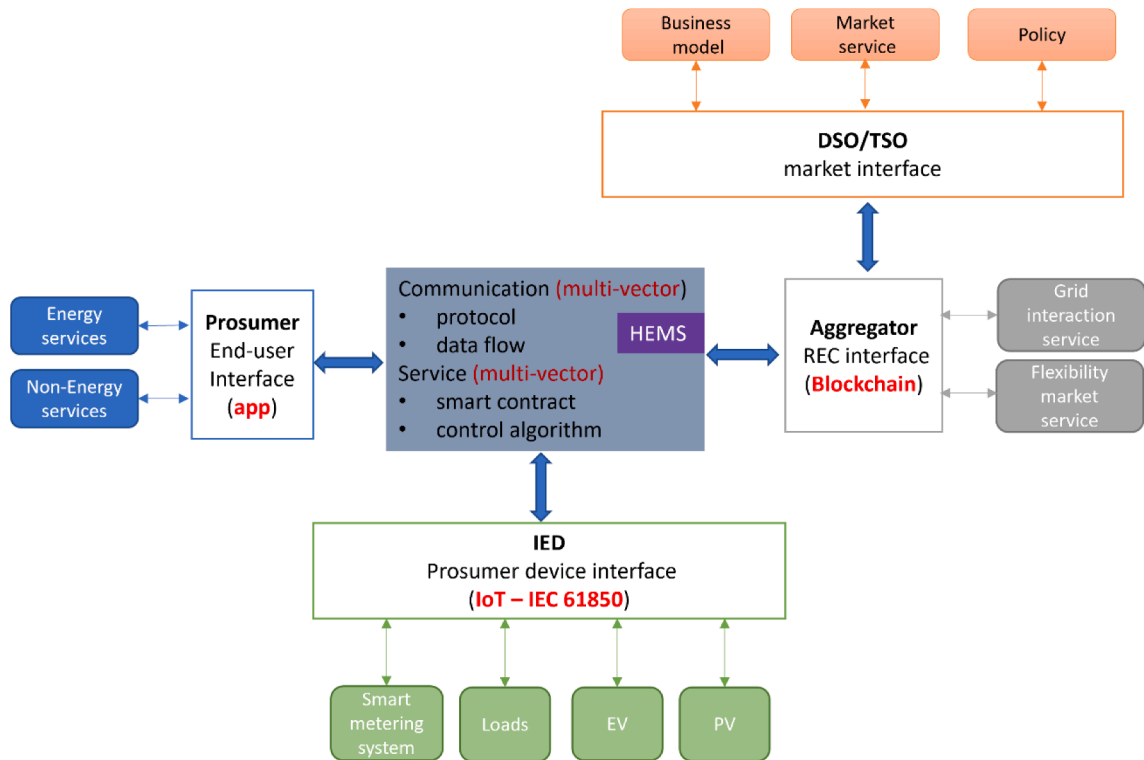 Business
model
Market
service
Policy
DSO/TSO
market interface
Energy
services
Non-Energy
services
Prosumer
End-user
Interface
(app)
Communication (multi-vector)
• protocol
• data flow
Service (multi-vector)
• smart contract
• control algorithm
HEMS
Aggregator
REC interface
(Blockchain)
Grid
interaction
service
Flexibility
market
service
IED
Prosumer device interface
(IoT – IEC 61850)
Smart
metering
system
Loads
EV
PV